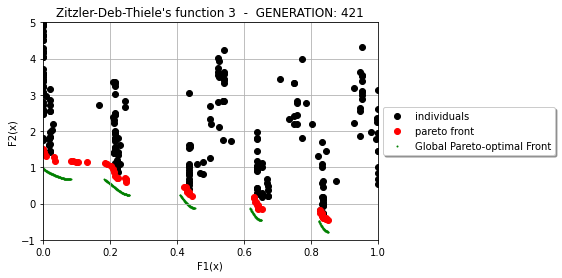 Zitzler-Deb-Thiele's function 3 - GENERATION: 421
5
4
3
2
1
0
−1
F2(x)
0.0 0.2 0.4 0.6 0.8 1.0
F1(x)
individuals
pareto front
Global Pareto-optimal Front